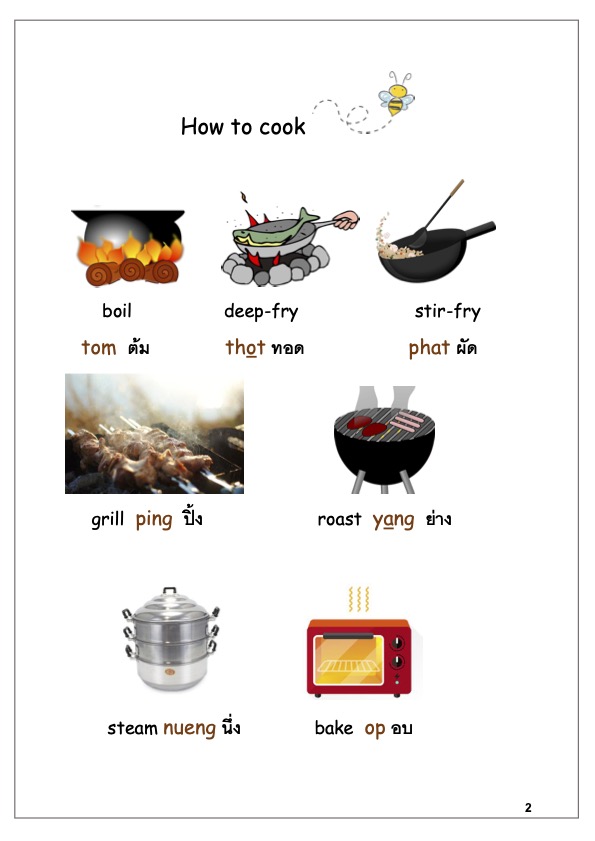 How to cook
boil deep-fry stir-fry
tom ต้ม thot ทอด phat ผัด
grill ping ปิ้ง roast yang ย่าง
steam nueng นึ่ง bake op อบ
2